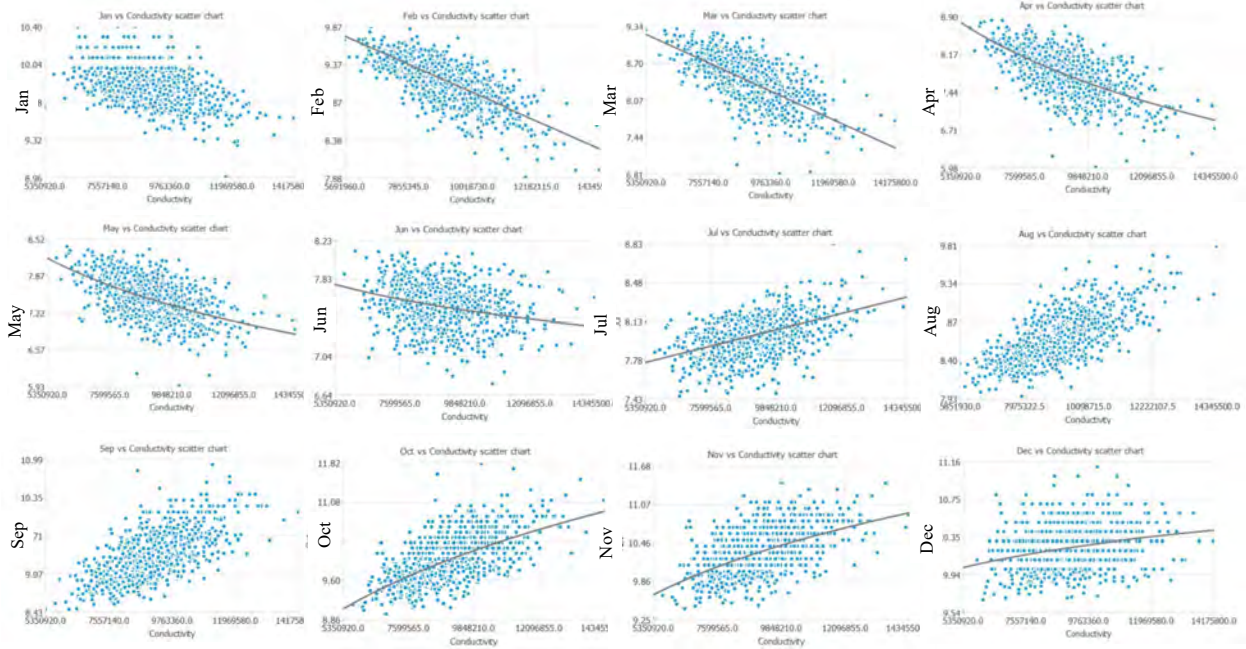 Jan vs Conductivity scatter chart
10.40
10.04
9.32
8.96
5350920.0 7557140.0 9763360.0 11969580.0 1417580
Conductivity
Jan
Feb vs Conductivity scatter chart
9.87
9.37
8.38
7.88
5691960.0 7855345.0 10018730.0 12182115.0 143455
Conductivity
Feb
Mar vs Conductivity scatter chart
9.34
8.70
8.07
7.44
6.81
5350920.0 7557140.0 9763360.0 11969580.0 14175800.0
Conductivity
Mar
Apr vs Conductivity scatter chart
8.90
8.17
7.44
6.71
5.98
5350920.0 7599565.0 9848210.0 12096855.0 14345500.0
Conductivity
Apr
May vs Conductivity scatter chart
8.52
7.87
7.22
6.57
5.93
5350920.0 7599565.0 9848210.0 12096855.0 14345500.0
Conductivity
May
Jun vs Conductivity scatter chart
8.23
7.83
7.04
6.64
5350920.0 7599565.0 9848210.0 12096855.0 14345500.0
Conductivity
Jun
Jul vs Conductivity scatter chart
8.83
8.48
8.13
7.78
7.43
5350920.0 7599565.0 9848210.0 12096855.0 14345500
Conductivity
Jul
Aug vs Conductivity scatter chart
9.81
9.34
8.40
7.93
5851930.0 7975322.5 10098715.0 12222107.5 14345500.0
Conductivity
Aug
Sep vs Conductivity scatter chart
10.99
10.35
9.07
8.43
5350920.0 7557140.0 9763360.0 11969580.0 1417580
Conductivity
Sep
Oct vs Conductivity scatter chart
11.82
11.08
9.60
8.86
5350920.0 7599565.0 9848210.0 12096855.0 143455
Conductivity
Oct
Nov vs Conductivity scatter chart
11.68
11.07
10.46
9.86
9.25
5350920.0 7599565.0 9848210.0 12096855.0 1434550
Conductivity
Nov
Dec vs Conductivity scatter chart
11.16
10.75
9.94
9.54
5350920.0 7557140.0 9763360.0 11969580.0 14175800.0
Conductivity
Dec